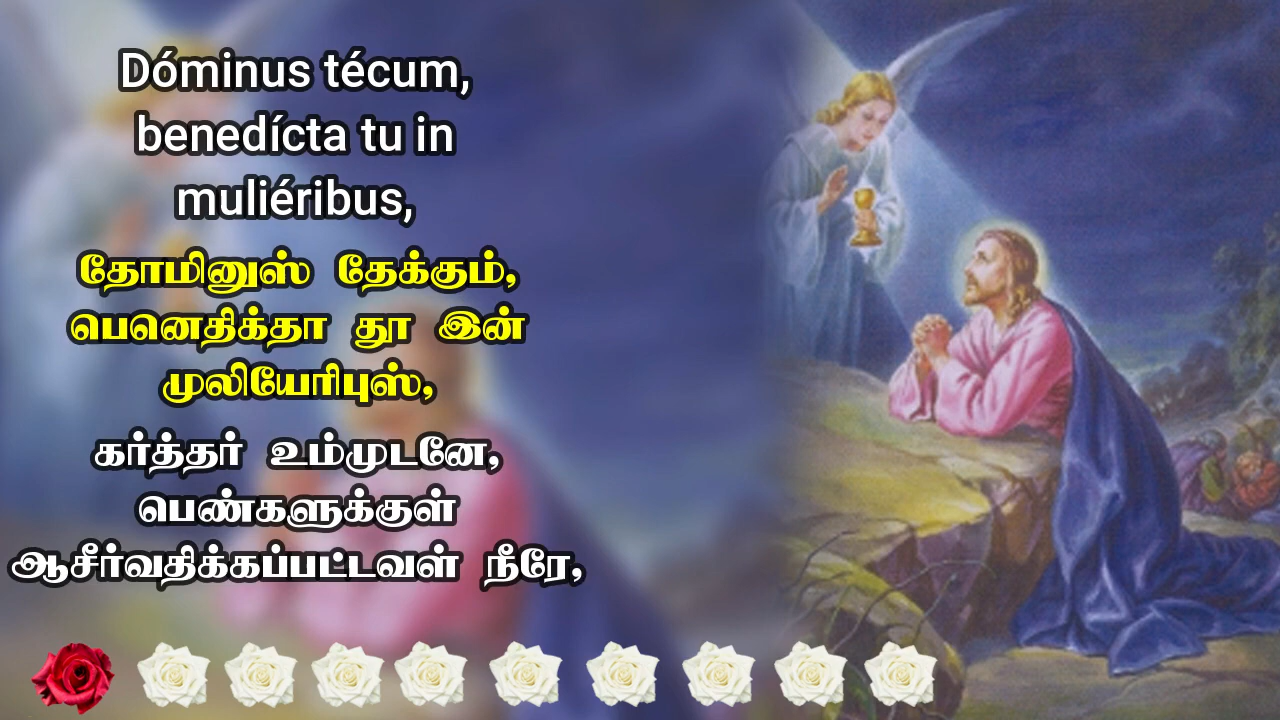 Dóminus técum,
benedícta tu in
muliéribus,
தோமினுஸ் தேக்கும்,
பெனெதிக்தா தூ இன்
முலியேரிபுஸ்,
கர்த்தர் உம்முடனே,
பெண்களுக்குள்
ஆசீர்வதிக்கப்பட்டவள் நீரே,